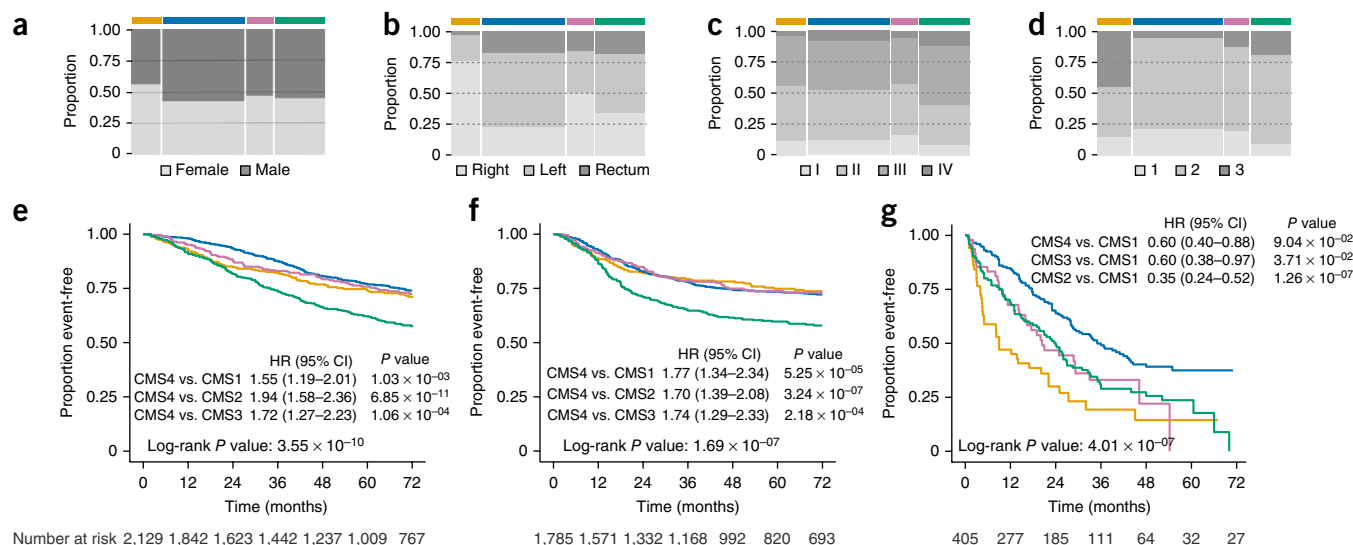 a
Proportion
1.00
0.75
0.50
0.25
0
Female Male
b
Proportion
1.00
0.75
0.50
0.25
0
Right Left Rectum
c
Proportion
1.00
0.75
0.50
0.25
0
I II III IV
d
Proportion
1.00
0.75
0.50
0.25
0
1 2 3
e
Proportion event-free
1.00
0.75
0.50
0.25
0
HR (95% CI) P value
CMS4 vs. CMS1 1.55 (1.19–2.01) 1.03 × 10⁻⁰³
CMS4 vs. CMS2 1.94 (1.58–2.36) 6.85 × 10⁻¹¹
CMS4 vs. CMS3 1.72 (1.27–2.23) 1.06 × 10⁻⁰⁴
Log-rank P value: 3.55 × 10⁻¹⁰
0 12 24 36 48 60 72
Time (months)
Number at risk 2,129 1,842 1,623 1,442 1,237 1,009 767
f
Proportion event-free
1.00
0.75
0.50
0.25
0
HR (95% CI) P value
CMS4 vs. CMS1 1.77 (1.34–2.34) 5.25 × 10⁻⁰⁵
CMS4 vs. CMS2 1.70 (1.39–2.08) 3.24 × 10⁻⁰⁷
CMS4 vs. CMS3 1.74 (1.29–2.33) 2.18 × 10⁻⁰⁴
Log-rank P value: 1.69 × 10⁻⁰⁷
0 12 24 36 48 60 72
Time (months)
1,785 1,571 1,332 1,168 992 820 693
g
Proportion event-free
1.00
0.75
0.50
0.25
0
HR (95% CI) P value
CMS4 vs. CMS1 0.60 (0.40–0.88) 9.04 × 10⁻⁰²
CMS3 vs. CMS1 0.60 (0.38–0.97) 3.71 × 10⁻⁰²
CMS2 vs. CMS1 0.35 (0.24–0.52) 1.26 × 10⁻⁰⁷
Log-rank P value: 4.01 × 10⁻⁰⁷
0 12 24 36 48 60 72
Time (months)
405 277 185 111 64 32 27